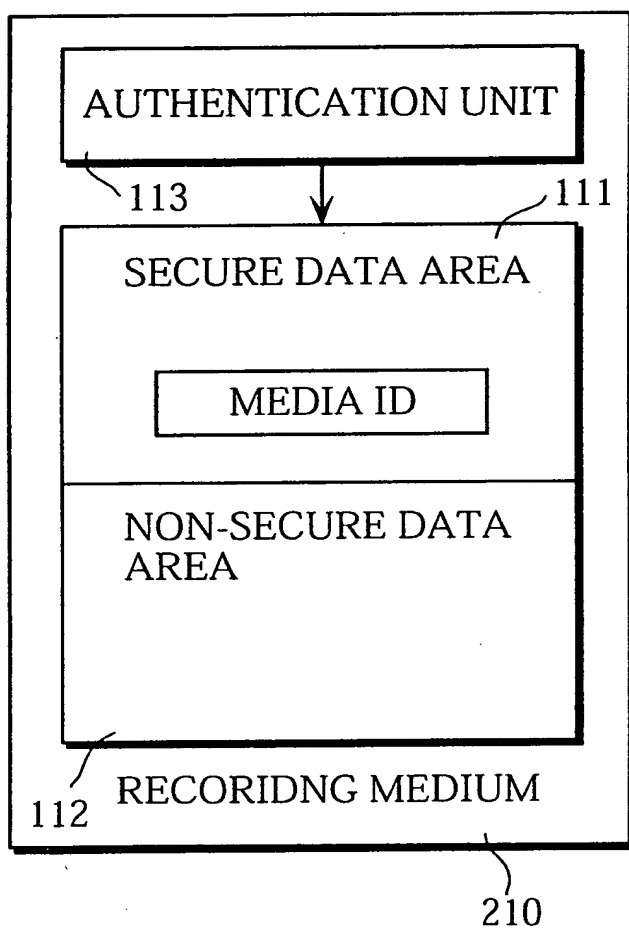 AUTHENTICATION UNIT
113
111
SECURE DATA AREA
MEDIA ID
NON-SECURE DATA
AREA
112
RECORIDNG MEDIUM
210